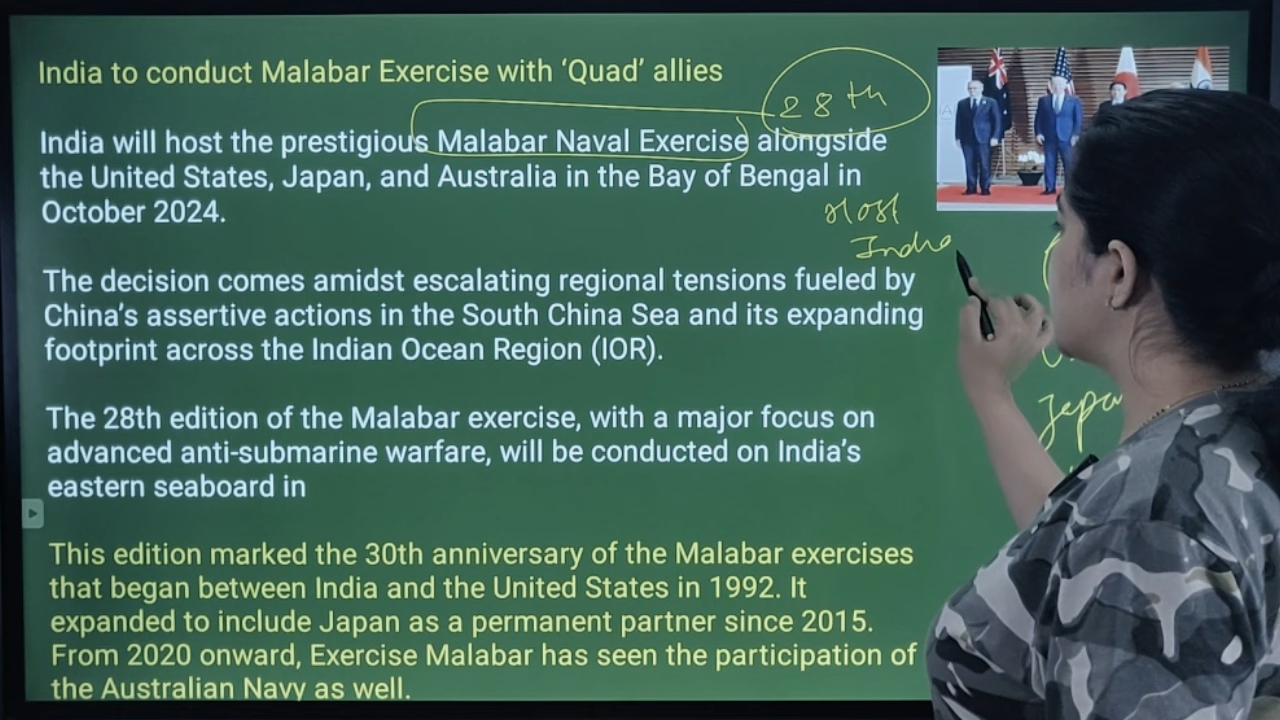 India to conduct Malabar Exercise with ‘Quad’ allies
28th
India will host the prestigious Malabar Naval Exercise alongside
the United States, Japan, and Australia in the Bay of Bengal in
October 2024.
Host
India
The decision comes amidst escalating regional tensions fueled by
China’s assertive actions in the South China Sea and its expanding
footprint across the Indian Ocean Region (IOR).
Japa
The 28th edition of the Malabar exercise, with a major focus on
advanced anti-submarine warfare, will be conducted on India’s
eastern seaboard in
This edition marked the 30th anniversary of the Malabar exercises
that began between India and the United States in 1992. It
expanded to include Japan as a permanent partner since 2015.
From 2020 onward, Exercise Malabar has seen the participation of
the Australian Navy as well.